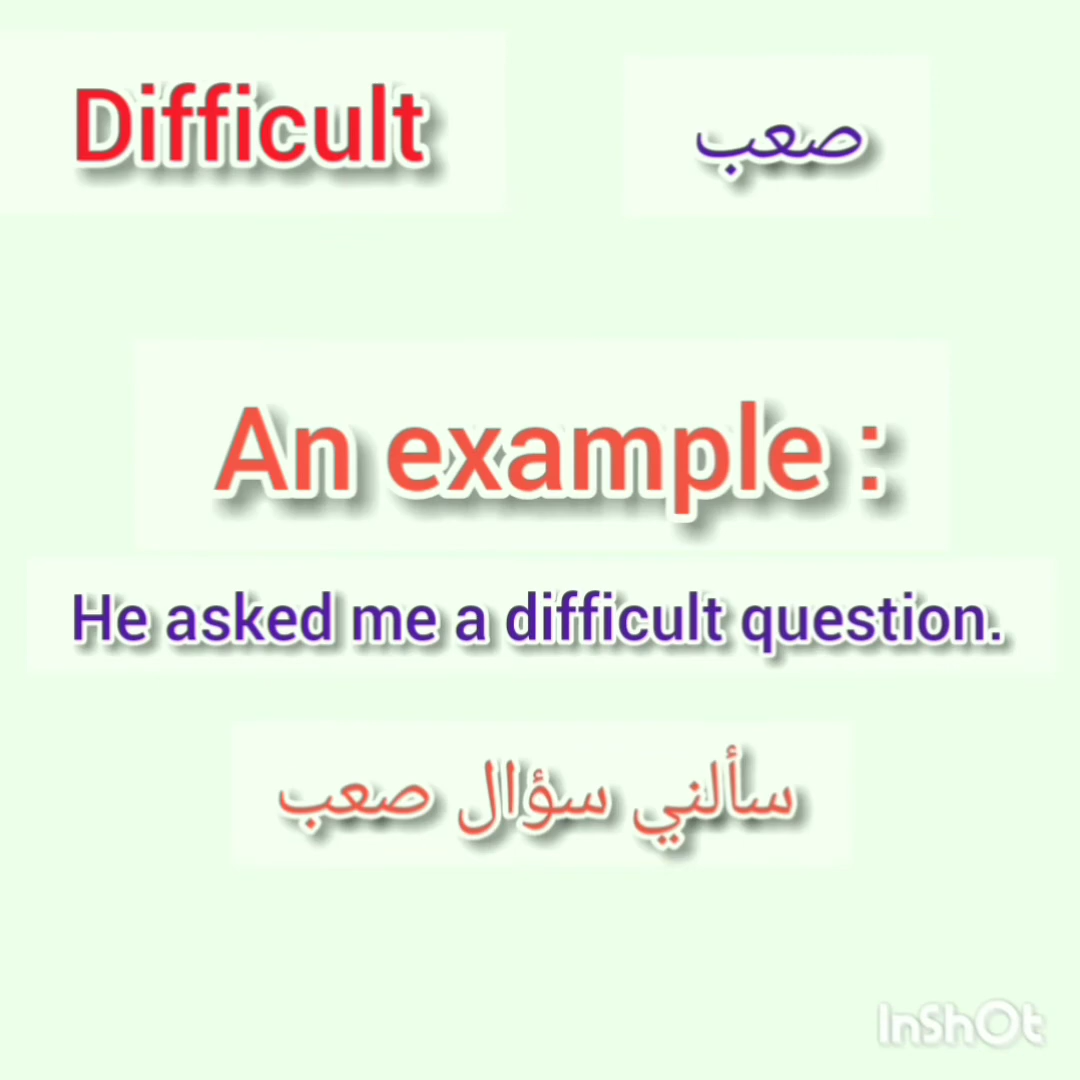 Difficult
صعب
An example :
He asked me a difficult question.
سألني سؤال صعب
InShOt